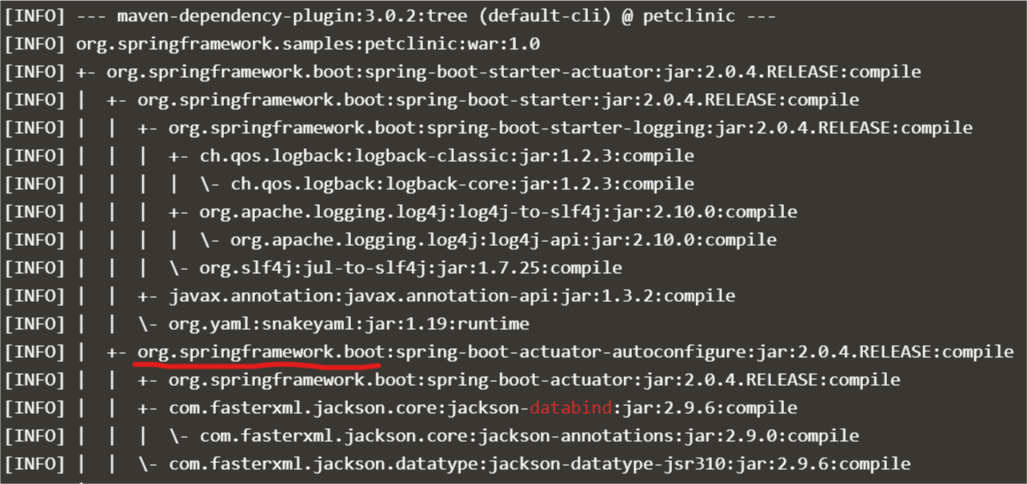 [INFO] --- maven-dependency-plugin:3.0.2:tree (default-cli) @ petclinic ---
[INFO] org.springframework.samples:petclinic:war:1.0
[INFO] +- org.springframework.boot:spring-boot-starter-actuator:jar:2.0.4.RELEASE:compile
[INFO] |  +- org.springframework.boot:spring-boot-starter:jar:2.0.4.RELEASE:compile
[INFO] |  |  +- org.springframework.boot:spring-boot-starter-logging:jar:2.0.4.RELEASE:compile
[INFO] |  |  |  +- ch.qos.logback:logback-classic:jar:1.2.3:compile
[INFO] |  |  |  |  \- ch.qos.logback:logback-core:jar:1.2.3:compile
[INFO] |  |  |  +- org.apache.logging.log4j:log4j-to-slf4j:jar:2.10.0:compile
[INFO] |  |  |  |  \- org.apache.logging.log4j:log4j-api:jar:2.10.0:compile
[INFO] |  |  |  \- org.slf4j:jul-to-slf4j:jar:1.7.25:compile
[INFO] |  |  +- javax.annotation:javax.annotation-api:jar:1.3.2:compile
[INFO] |  |  \- org.yaml:snakeyaml:jar:1.19:runtime
[INFO] |  +- org.springframework.boot:spring-boot-actuator-autoconfigure:jar:2.0.4.RELEASE:compile
[INFO] |  |  +- org.springframework.boot:spring-boot-actuator:jar:2.0.4.RELEASE:compile
[INFO] |  |  +- com.fasterxml.jackson.core:jackson-databind:jar:2.9.6:compile
[INFO] |  |  |  \- com.fasterxml.jackson.core:jackson-annotations:jar:2.9.0:compile
[INFO] |  |  \- com.fasterxml.jackson.datatype:jackson-datatype-jsr310:jar:2.9.6:compile